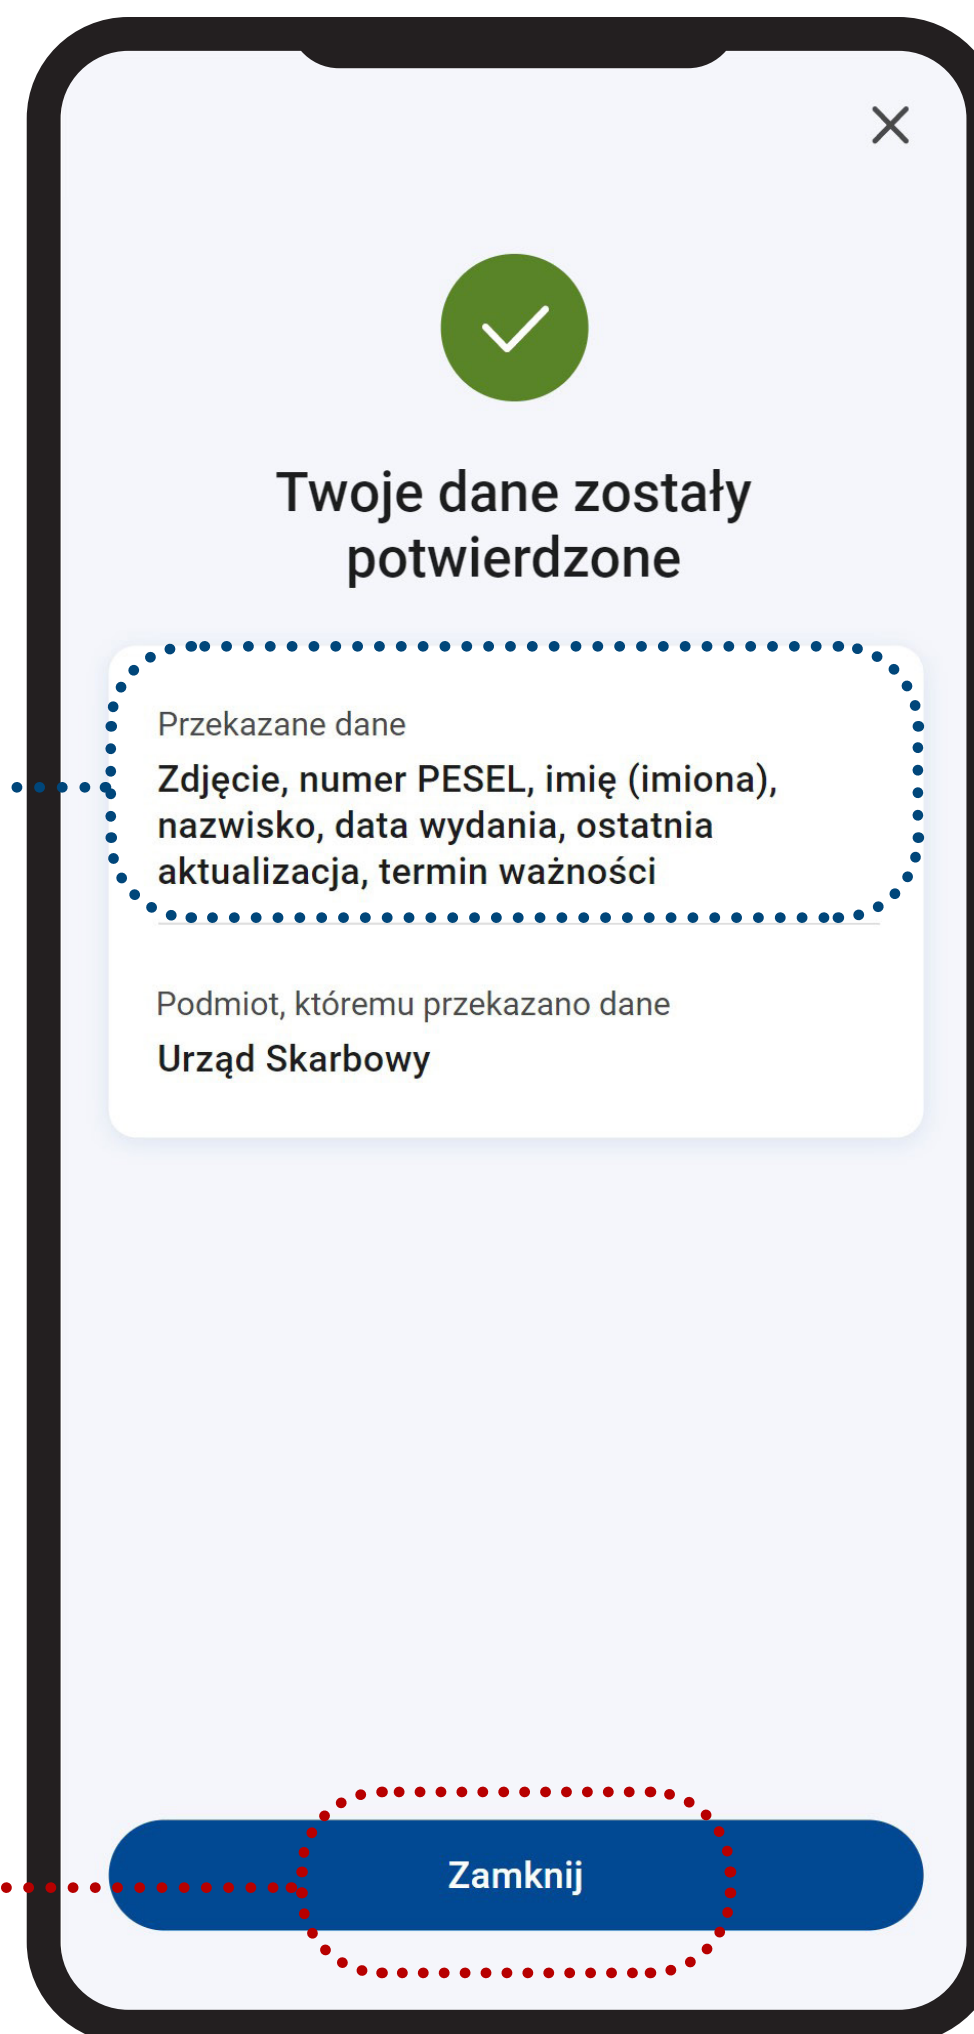 Twoje dane zostały
potwierdzone
Przekazane dane
Zdjęcie, numer PESEL, imię (imiona),
nazwisko, data wydania, ostatnia
aktualizacja, termin ważności
Podmiot, któremu przekazano dane
Urząd Skarbowy
Zamknij